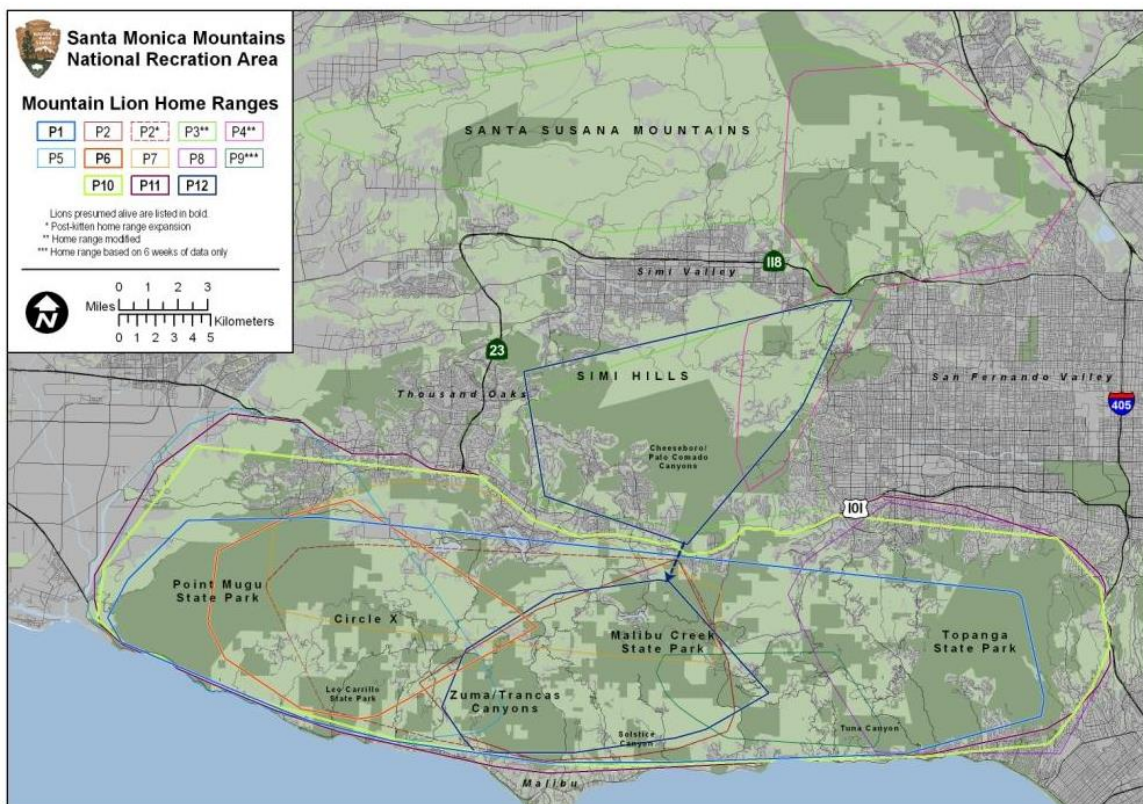 Santa Monica Mountains
National Recration Area
Mountain Lion Home Ranges
P1 P2 P2* P3** P4**
P5 P6 P7 P8 P9***
P10 P11 P12
Lions presumed alive are listed in bold.
* Post-kitten home range expansion
** Home range modified
*** Home range based on 6 weeks of data only
N
0 1 2 3
Miles
Kilometers
0 1 2 3 4 5
SANTA SUSANA MOUNTAINS
118
Simi Valley
23
SIMI HILLS
Thousand Oaks
San Fernando Valley
405
Cheeseboro/
Palo Comado
Canyons
101
Point Mugu
State Park
Circle X
Malibu Creek
State Park
Topanga
State Park
Leo Carrillo
State Park
Zuma/Trancas
Canyons
Solstice
Canyon
Tuna Canyon
Malibu